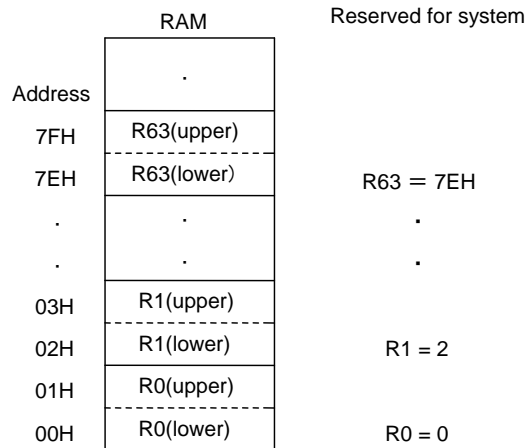 RAM Reserved for system
.
Address
7FH R63(upper)
7EH R63(lower） R63 ＝ 7EH
. . .
. . .
03H R1(upper)
02H R1(lower) R1 = 2
01H R0(upper)
00H R0(lower) R0 = 0